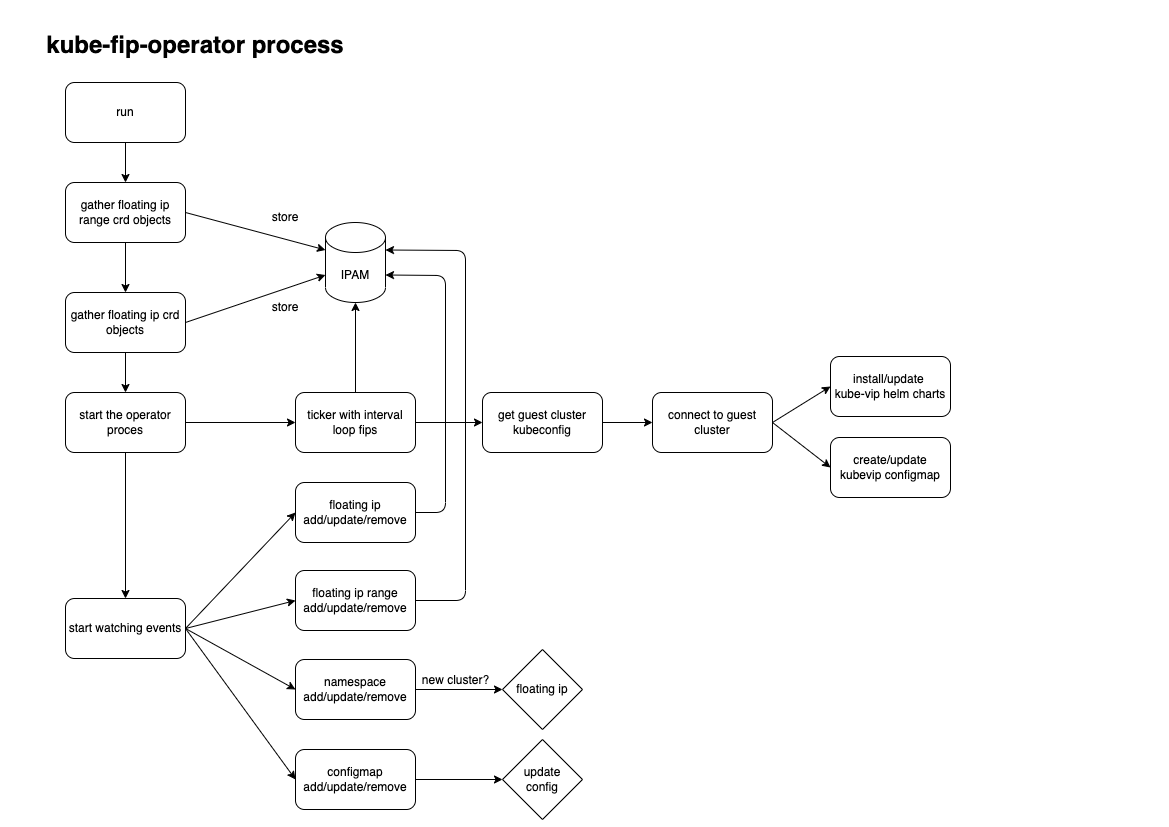 kube-fip-operator process
run
gather floating ip
range crd objects
store
IPAM
gather floating ip crd
objects
store
start the operator
proces
ticker with interval
loop fips
get guest cluster
kubeconfig
connect to guest
cluster
install/update
kube-vip helm charts
create/update
kubevip configmap
floating ip
add/update/remove
floating ip range
add/update/remove
start watching events
namespace
add/update/remove
new cluster?
floating ip
configmap
add/update/remove
update
config